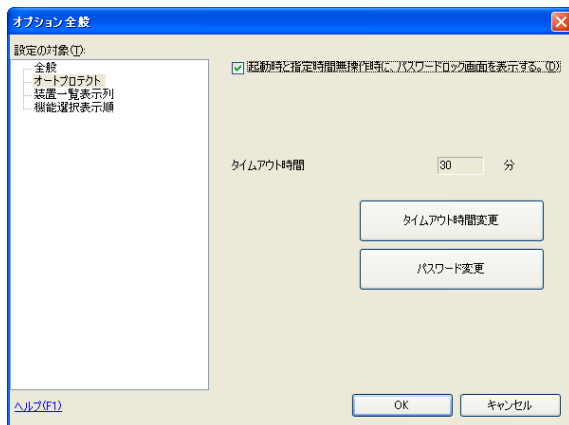 オプション全般
設定の対象(T):
全般
オートプロテクト
装置一覧表示列
機能選択表示順
起動時と指定時間無操作時に、パスワードロック画面を表示する。(D)
タイムアウト時間 30 分
タイムアウト時間変更
パスワード変更
ヘルプ(F1)
OK キャンセル